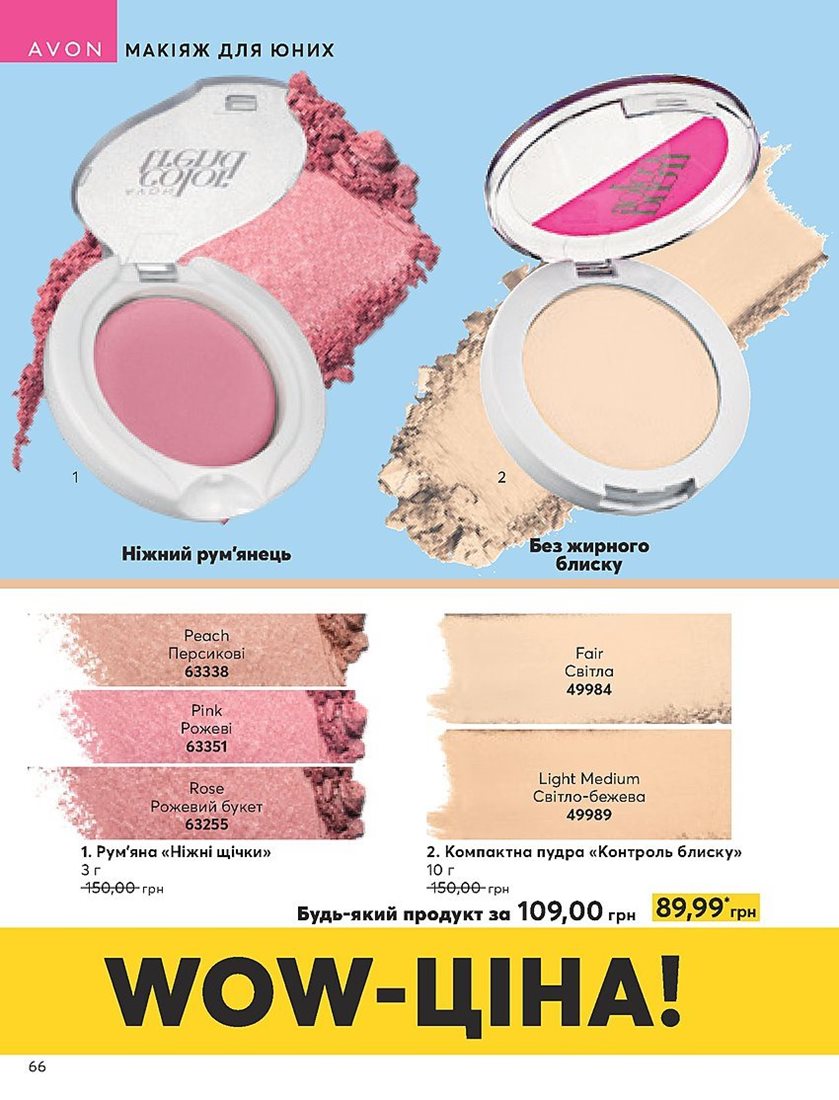 AVON
МАКІЯЖ ДЛЯ ЮНИХ
color
trend
AVON
1
2
Ніжний рум'янець
Без жирного
блиску
Peach
Персикові
63338
Pink
Рожеві
63351
Rose
Рожевий букет
63255
Fair
Світла
49984
Light Medium
Світло-бежева
49989
1. Рум'яна «Ніжні щічки»
3 г
150,00 грн
2. Компактна пудра «Контроль блиску»
10 г
150,00 грн
Будь-який продукт за 109,00 грн
89,99* грн
WOW-ЦІНА!
66